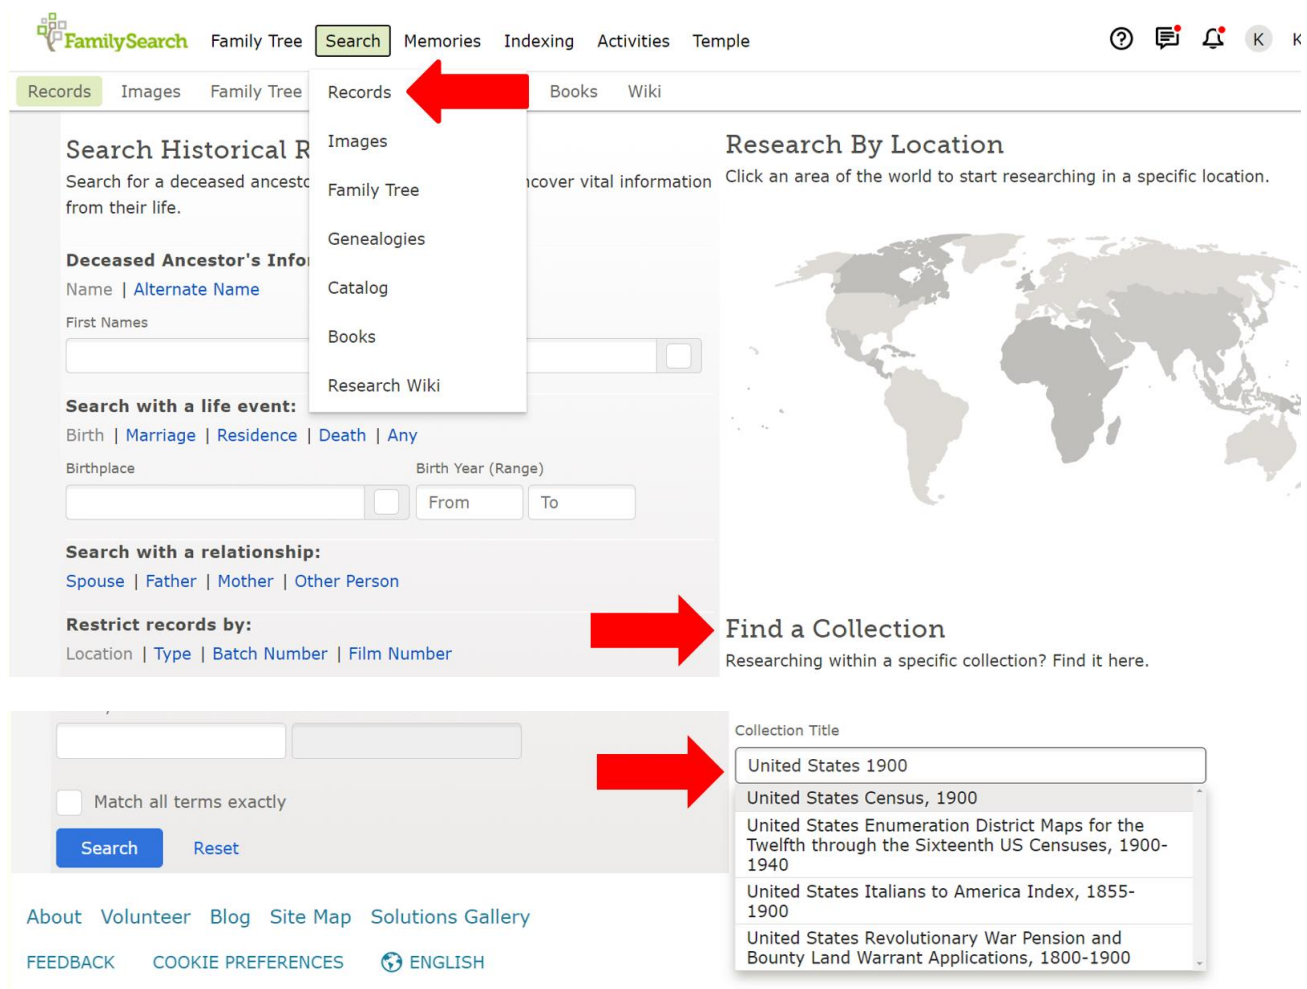 FamilySearch Family Tree Search Memories Indexing Activities Temple K
Records Images Family Tree Records Books Wiki
Images
Family Tree
Genealogies
Catalog
Books
Research Wiki
Search Historical R
Search for a deceased ancesto ncover vital information
from their life.
Deceased Ancestor's Info
Name | Alternate Name
First Names
Search with a life event:
Birth | Marriage | Residence | Death | Any
Birthplace Birth Year (Range)
From To
Search with a relationship:
Spouse | Father | Mother | Other Person
Restrict records by:
Location | Type | Batch Number | Film Number
Research By Location
Click an area of the world to start researching in a specific location.
Find a Collection
Researching within a specific collection? Find it here.
Match all terms exactly
Search Reset
Collection Title
United States 1900
United States Census, 1900
United States Enumeration District Maps for the
Twelfth through the Sixteenth US Censuses, 1900-
1940
United States Italians to America Index, 1855-
1900
United States Revolutionary War Pension and
Bounty Land Warrant Applications, 1800-1900
About Volunteer Blog Site Map Solutions Gallery
FEEDBACK COOKIE PREFERENCES ENGLISH